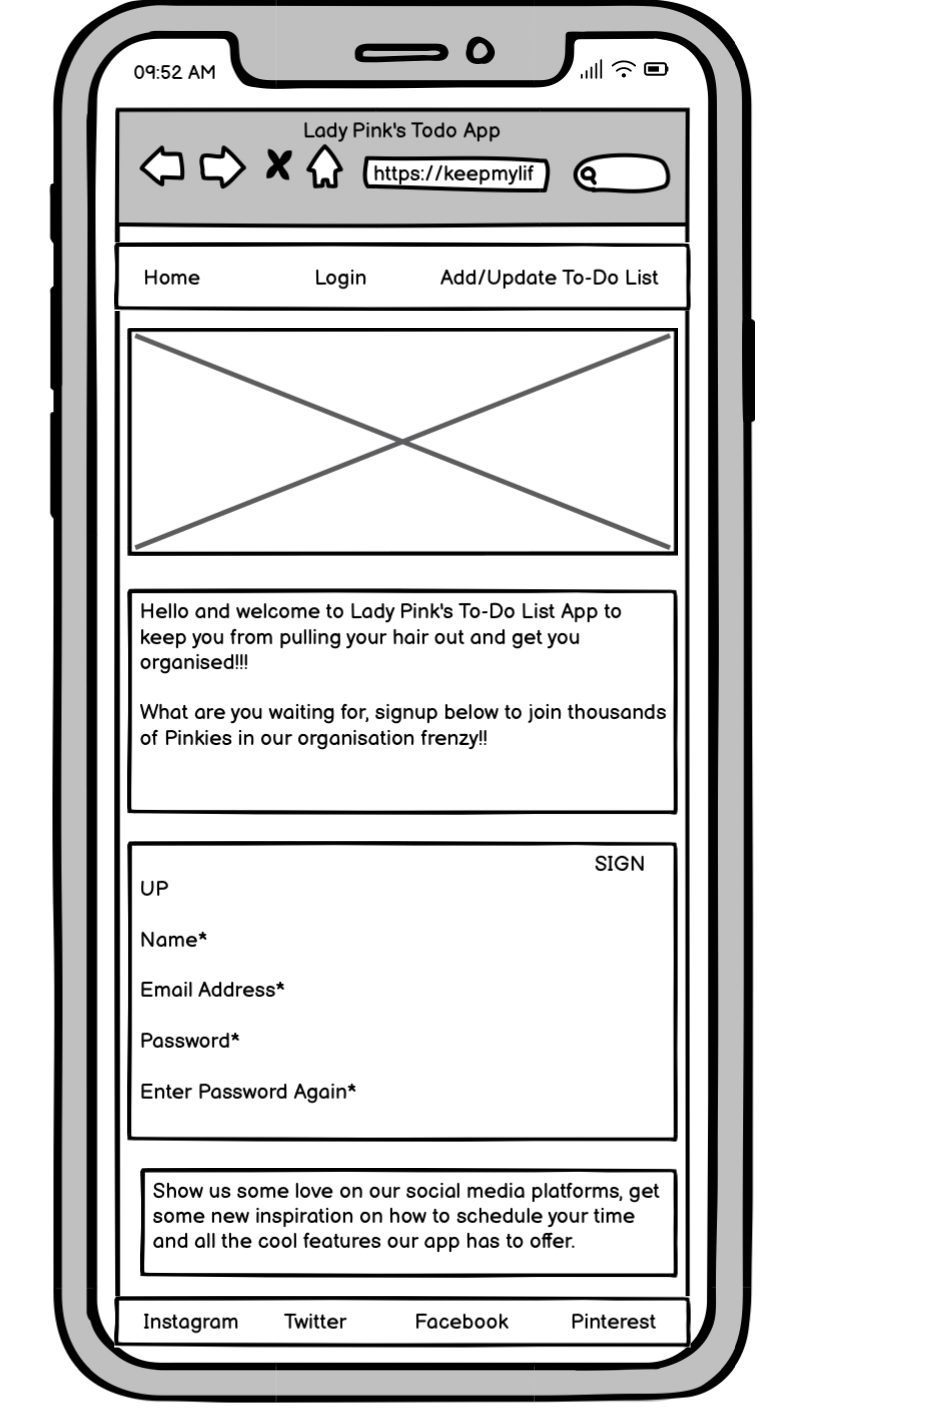 09:52 AM
Lady Pink's Todo App
https://keepmylif
Home Login Add/Update To-Do List
Hello and welcome to Lady Pink's To-Do List App to
keep you from pulling your hair out and get you
organised!!!
What are you waiting for, signup below to join thousands
of Pinkies in our organisation frenzy!!
SIGN
UP
Name*
Email Address*
Password*
Enter Password Again*
Show us some love on our social media platforms, get
some new inspiration on how to schedule your time
and all the cool features our app has to offer.
Instagram Twitter Facebook Pinterest